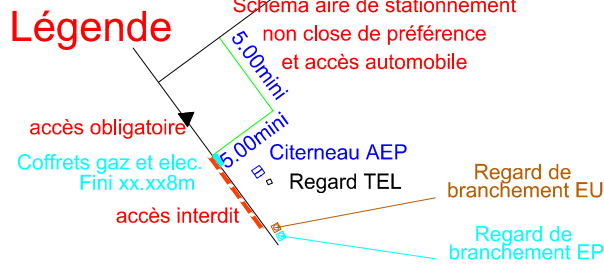 Schéma aire de stationnement
non close de préférence
et accès automobile
Légende
5.00mini
5.00mini
accès obligatoire
Coffrets gaz et elec.
Fini xx.xx8m
accès interdit
Citerneau AEP
Regard TEL
Regard de
branchement EU
Regard de
branchement EP